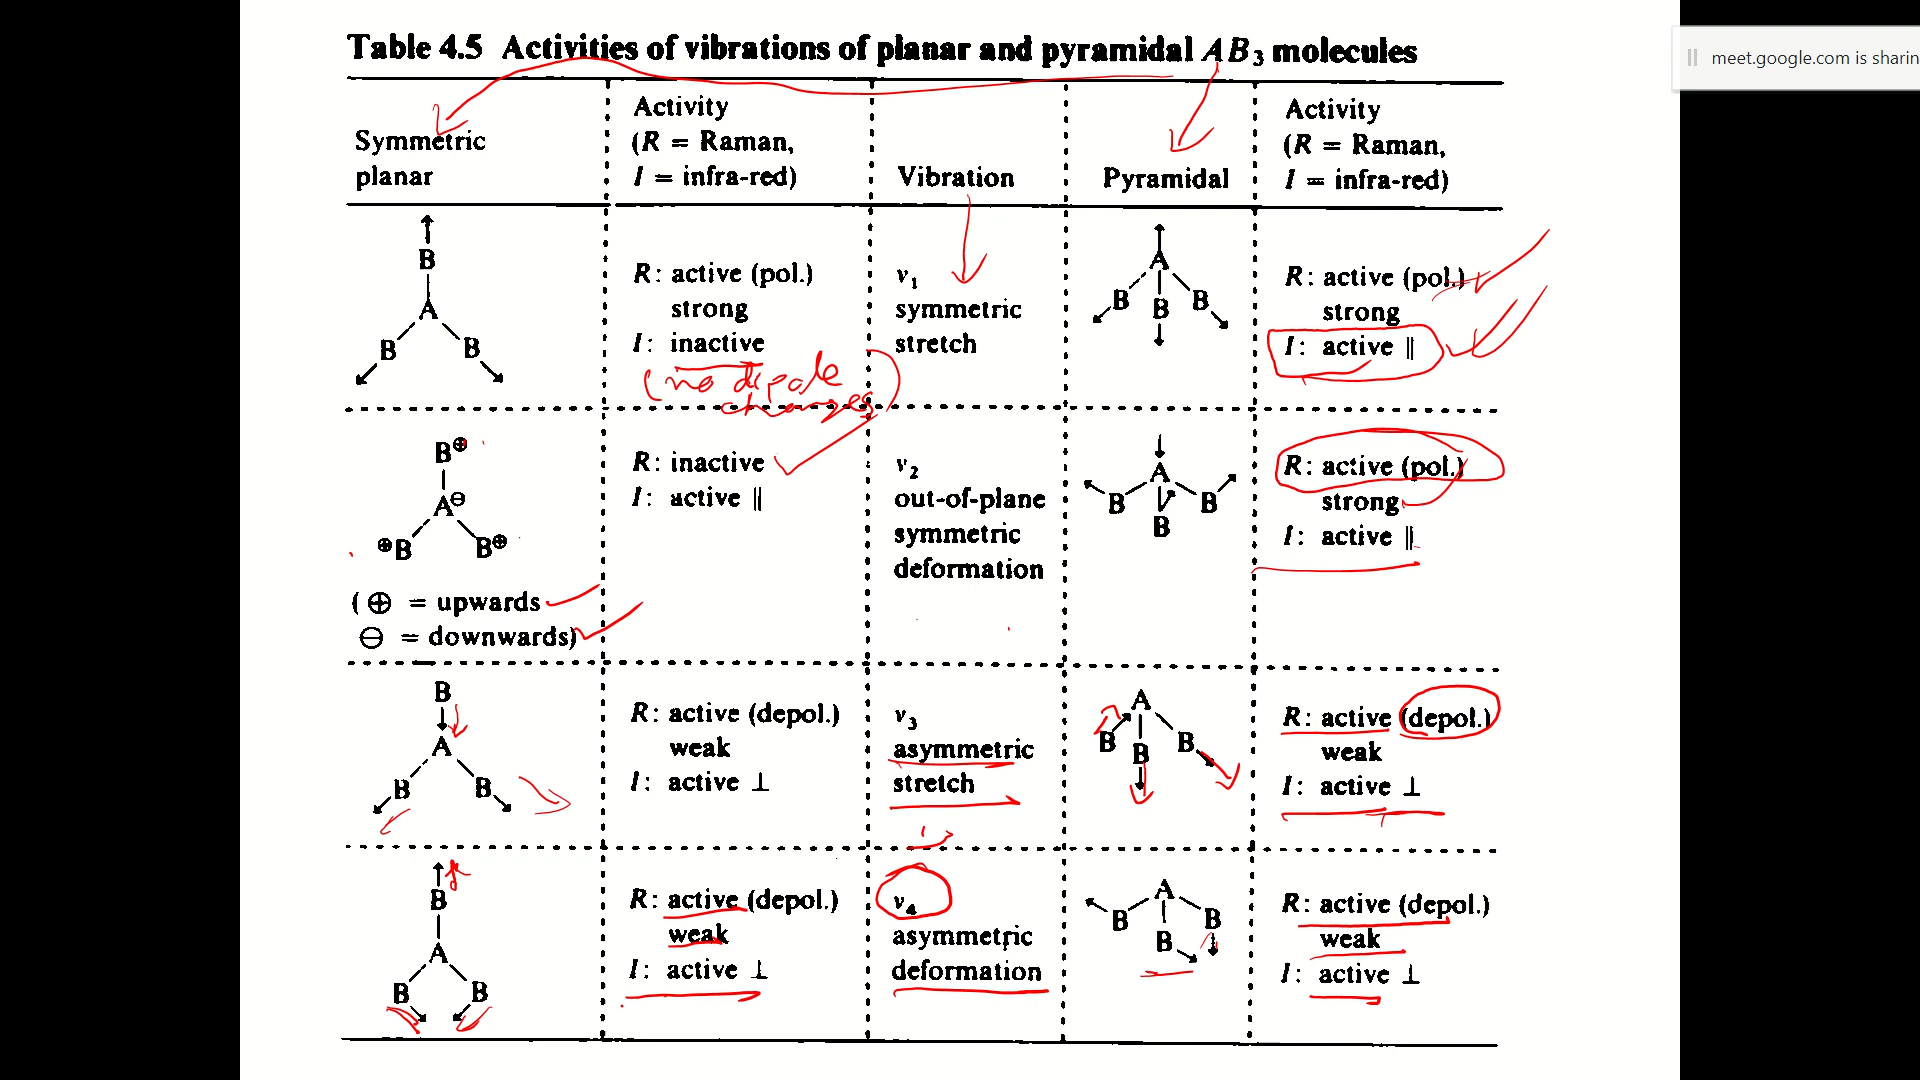 Table 4.5 Activities of vibrations of planar and pyramidal AB₃ molecules
meet.google.com is sharin
Symmetric
planar
Activity
(R = Raman,
I = infra-red)
Vibration
Pyramidal
Activity
(R = Raman,
I = infra-red)
B
A
B B
R: active (pol.)
strong
I: inactive
(no dipole
changes)
ν₁
symmetric
stretch
A
B B B
R: active (pol.)
strong
I: active ∥
B⊕
A⊖
⊕B B⊕
(⊕ = upwards
⊖ = downwards)
R: inactive
I: active ∥
ν₂
out-of-plane
symmetric
deformation
A
B B
B
R: active (pol.)
strong
I: active ∥
B
A
B B
R: active (depol.)
weak
I: active ⊥
ν₃
asymmetric
stretch
A
B B B
R: active (depol.)
weak
I: active ⊥
B
A
B B
R: active (depol.)
weak
I: active ⊥
ν₄
asymmetric
deformation
A
B B
B
R: active (depol.)
weak
I: active ⊥